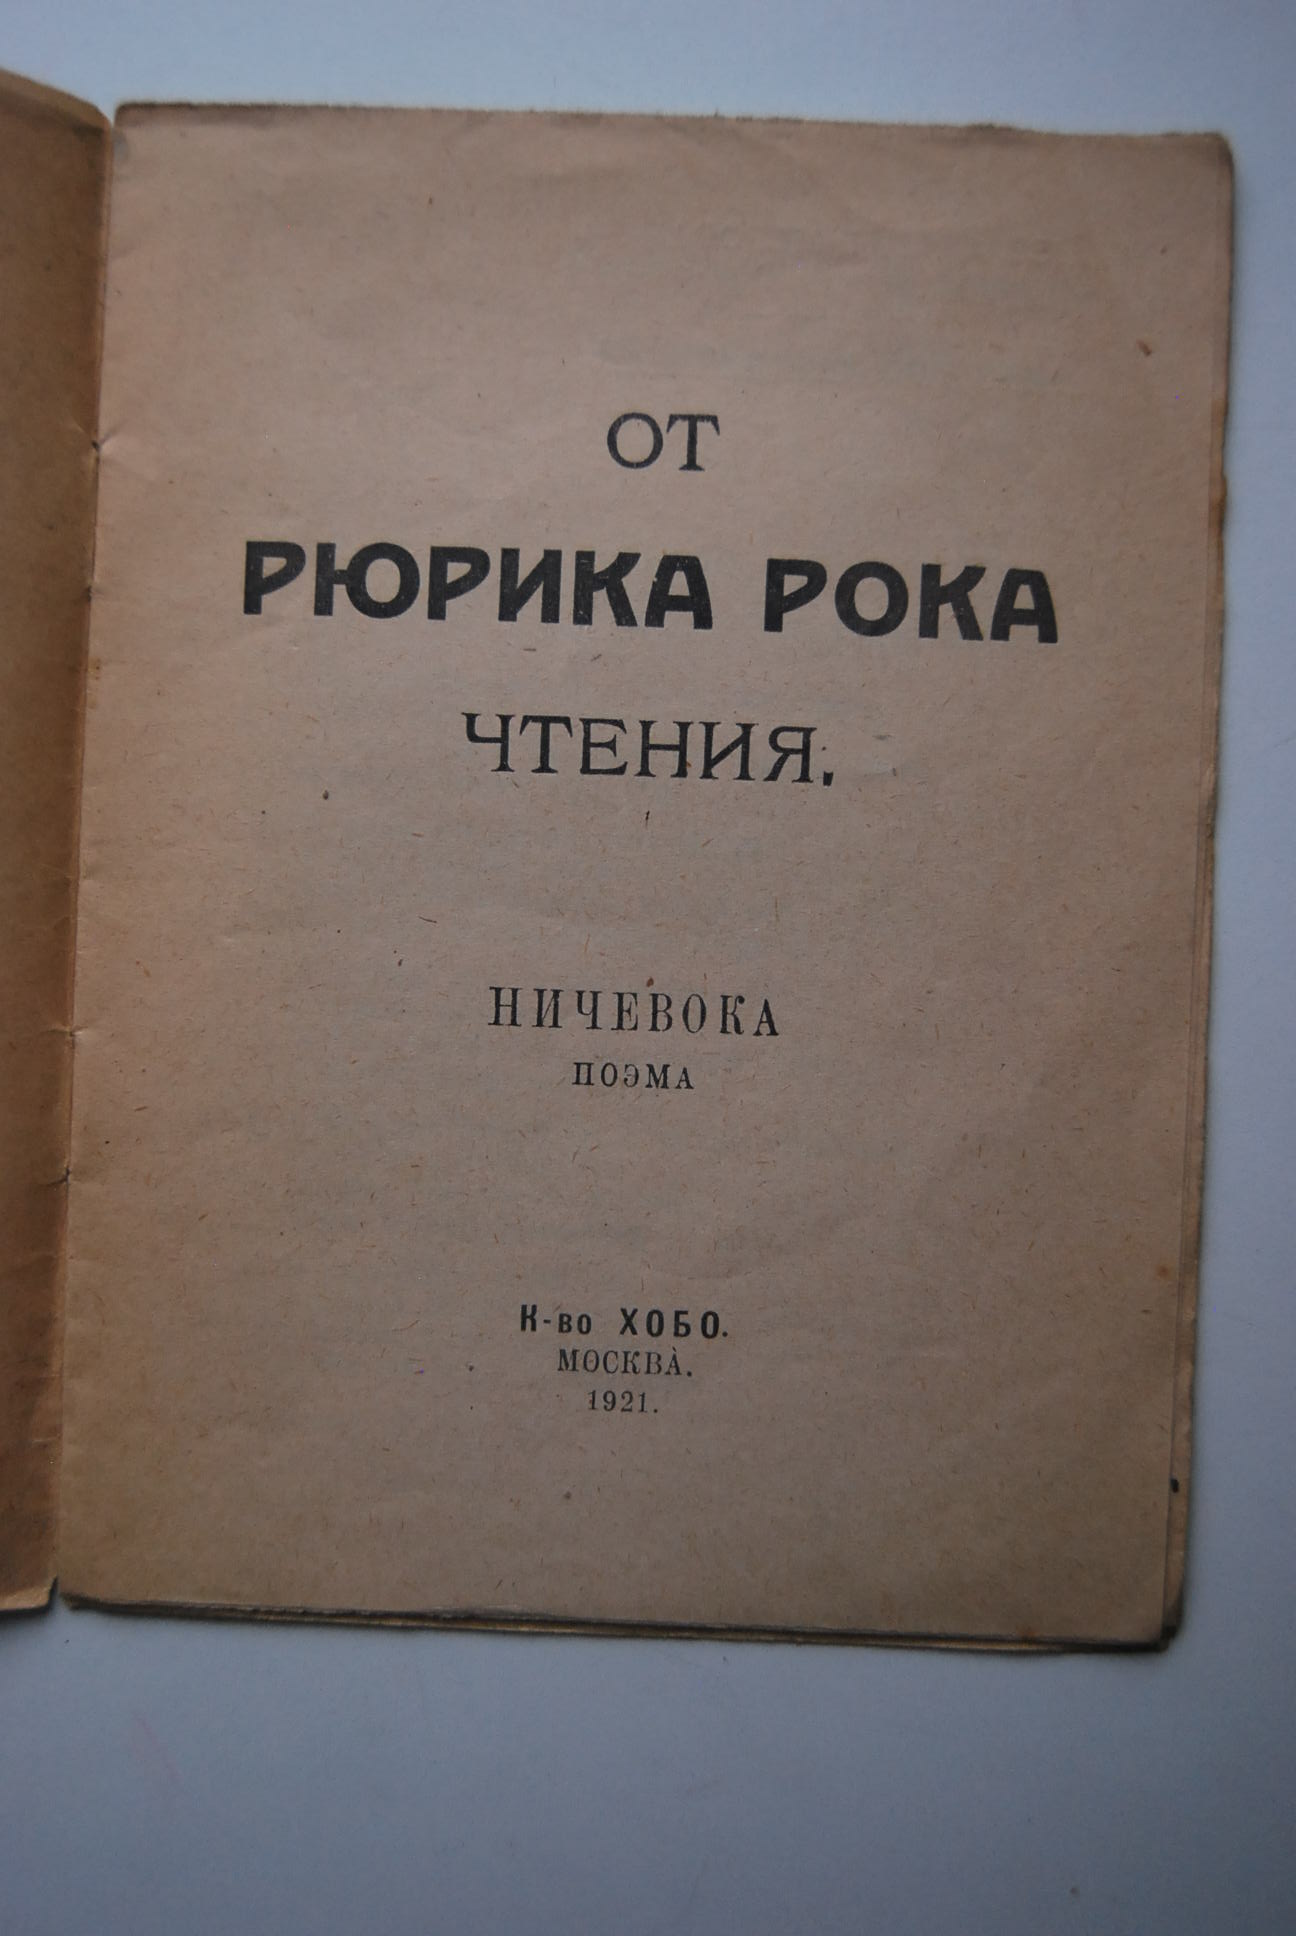 ОТ
РЮРИКА РОКА
ЧТЕНИЯ.
НИЧЕВОКА
ПОЭМА
К-во ХОБО.
МОСКВА.
1921.